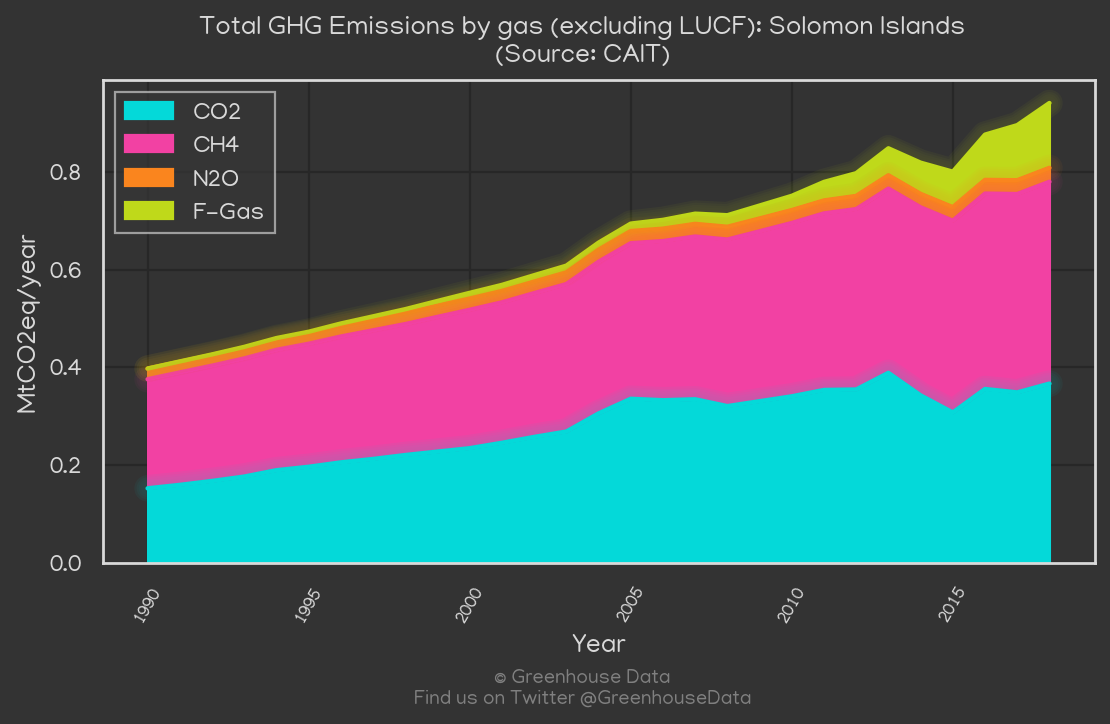 Total GHG Emissions by gas (excluding LUCF): Solomon Islands
(Source: CAIT)
CO2
CH4
N2O
F-Gas
MtCO2eq/year
0.8
0.6
0.4
0.2
0.0
1990
1995
2000
2005
2010
2015
Year
© Greenhouse Data
Find us on Twitter @GreenhouseData